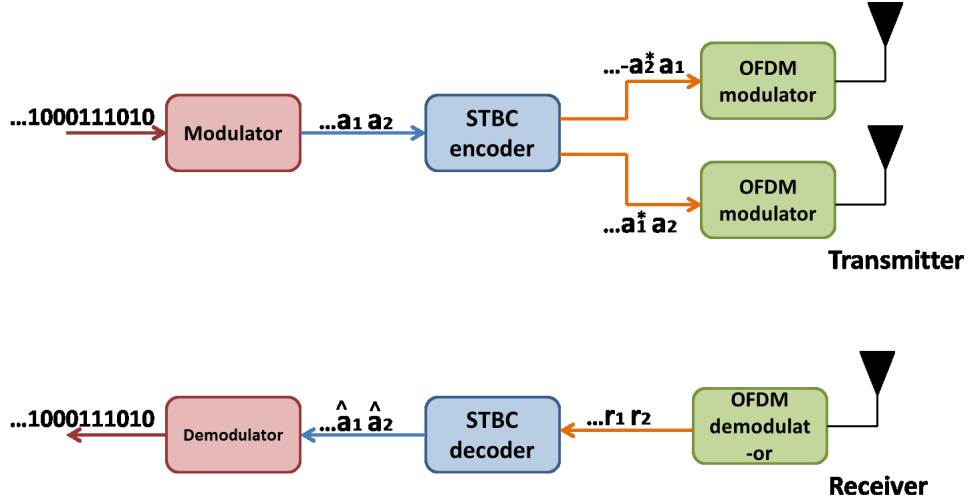 ...-a₂* a₁
OFDM
modulator
...1000111010
Modulator
...a₁ a₂
STBC
encoder
OFDM
modulator
...a₁* a₂
Transmitter
...1000111010
Demodulator
...â₁ â₂
STBC
decoder
...r₁ r₂
OFDM
demodulat
-or
Receiver